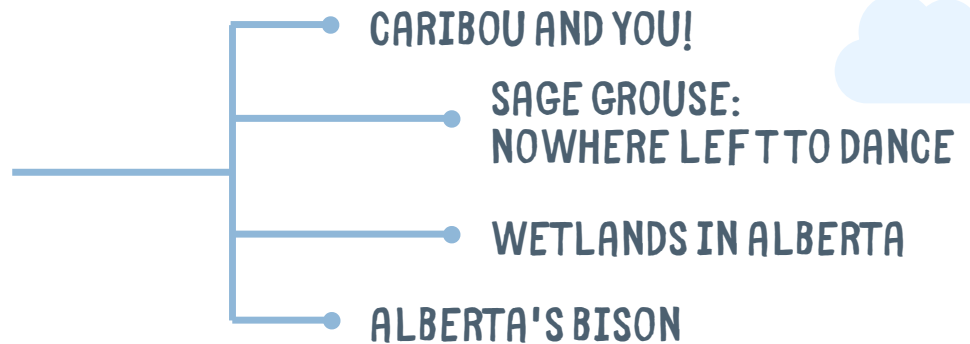 CARIBOU AND YOU!
SAGE GROUSE:
NOWHERE LEFT TO DANCE
WETLANDS IN ALBERTA
ALBERTA'S BISON